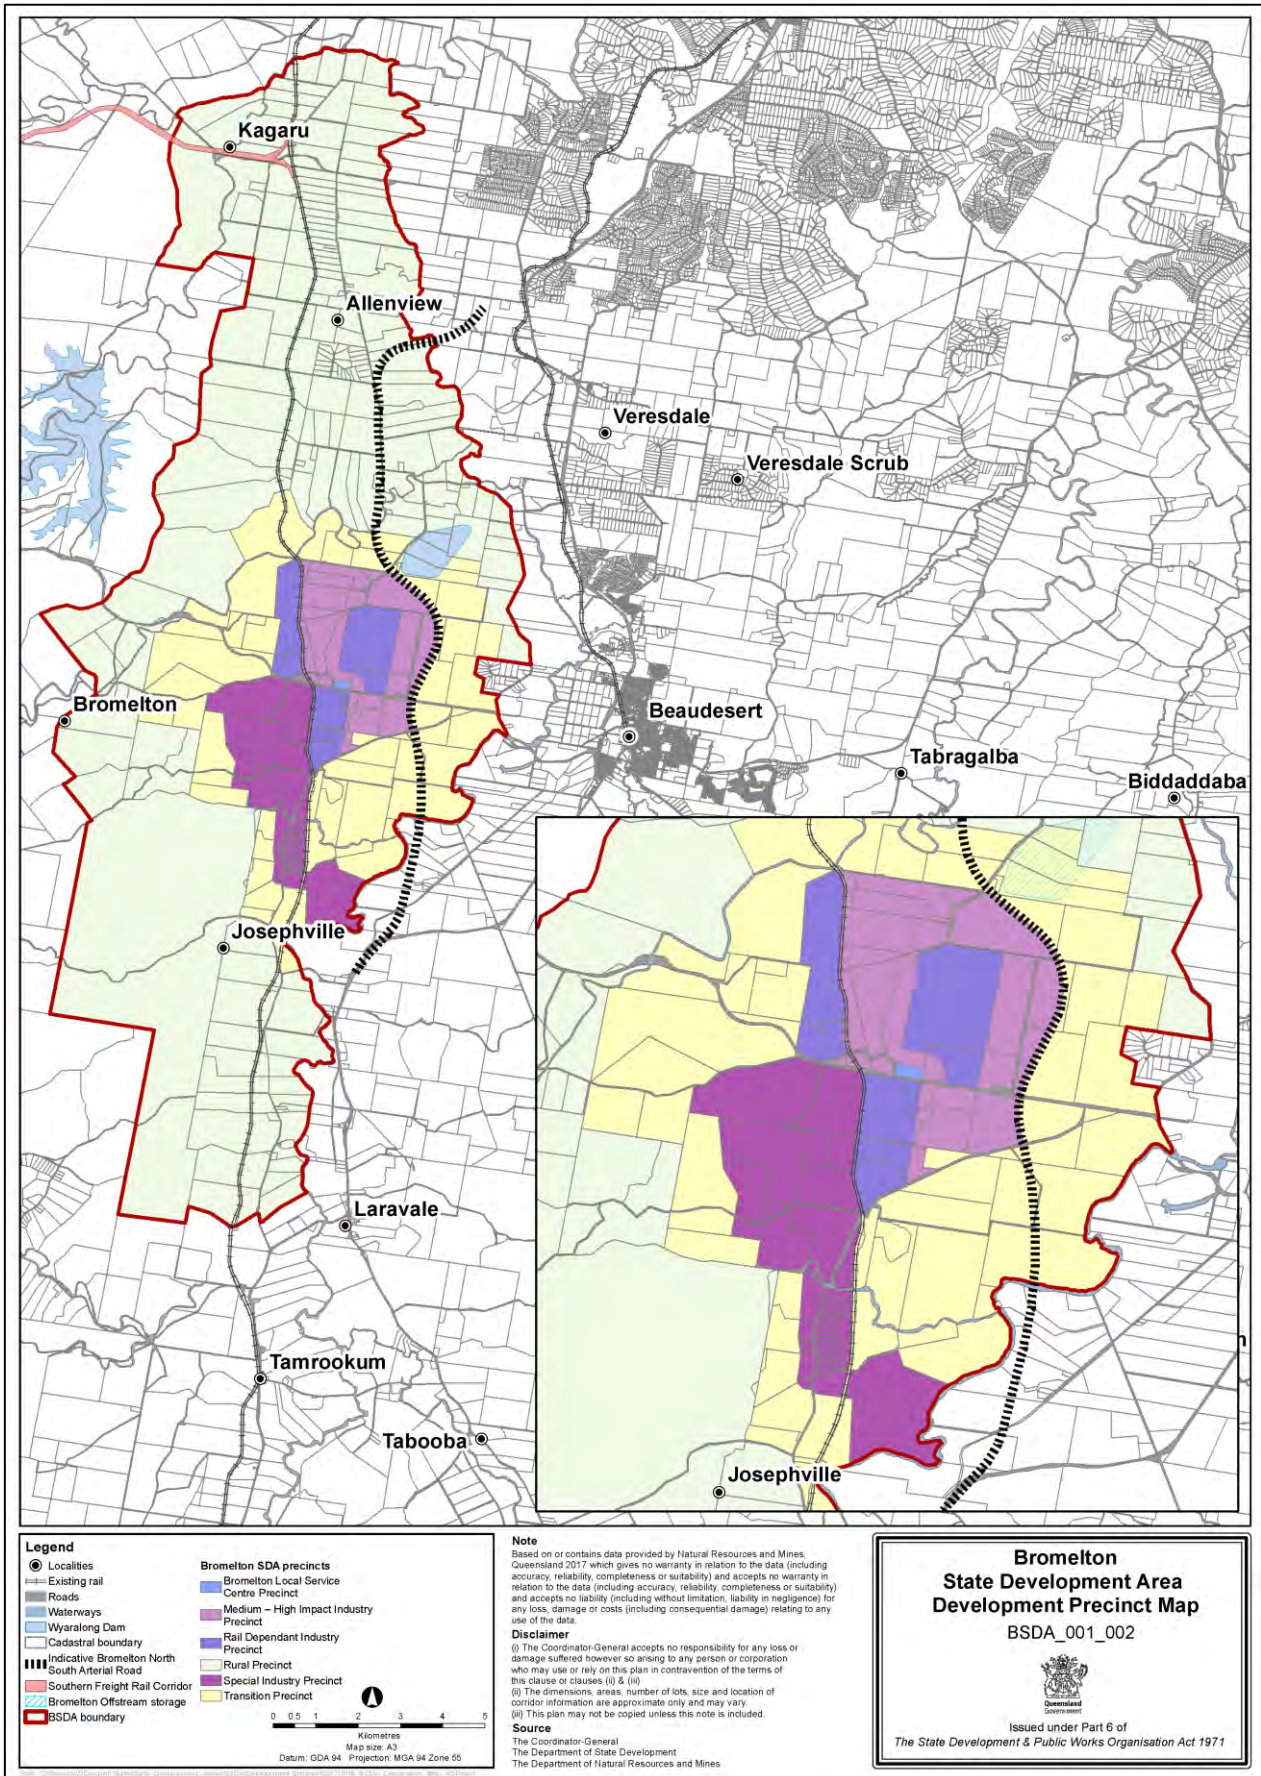 Kagaru
Allenview
Veresdale
Veresdale Scrub
Bromelton
Beaudesert
Tabragalba
Biddaddaba
Josephville
Laravale
Tamrookum
Tabooba
Josephville
n
Legend
Localities
Existing rail
Roads
Waterways
Wyaralong Dam
Cadastral boundary
Indicative Bromelton North
South Arterial Road
Southern Freight Rail Corridor
Bromelton Offstream storage
BSDA boundary
Bromelton SDA precincts
Bromelton Local Service
Centre Precinct
Medium – High Impact Industry
Precinct
Rail Dependant Industry
Precinct
Rural Precinct
Special Industry Precinct
Transition Precinct
0 0.5 1 2 3 4 5
Kilometres
Map size: A3
Datum: GDA 94 Projection: MGA 94 Zone 55
Note
Based on or contains data provided by Natural Resources and Mines,
Queensland 2017 which gives no warranty in relation to the data (including
accuracy, reliability, completeness or suitability) and accepts no warranty in
relation to the data (including accuracy, reliability, completeness or suitability)
and accepts no liability (including without limitation, liability in negligence) for
any loss, damage or costs (including consequential damage) relating to any
use of the data.
Disclaimer
(i) The Coordinator-General accepts no responsibility for any loss or
damage suffered however so arising to any person or corporation
who may use or rely on this plan in contravention of the terms of
this clause or clauses (ii) & (iii)
(ii) The dimensions, areas, number of lots, size and location of
corridor information are approximate only and may vary.
(iii) This plan may not be copied unless this note is included.
Source
The Coordinator-General
The Department of State Development
The Department of Natural Resources and Mines
Bromelton
State Development Area
Development Precinct Map
BSDA_001_002
Queensland
Government
Issued under Part 6 of
The State Development & Public Works Organisation Act 1971